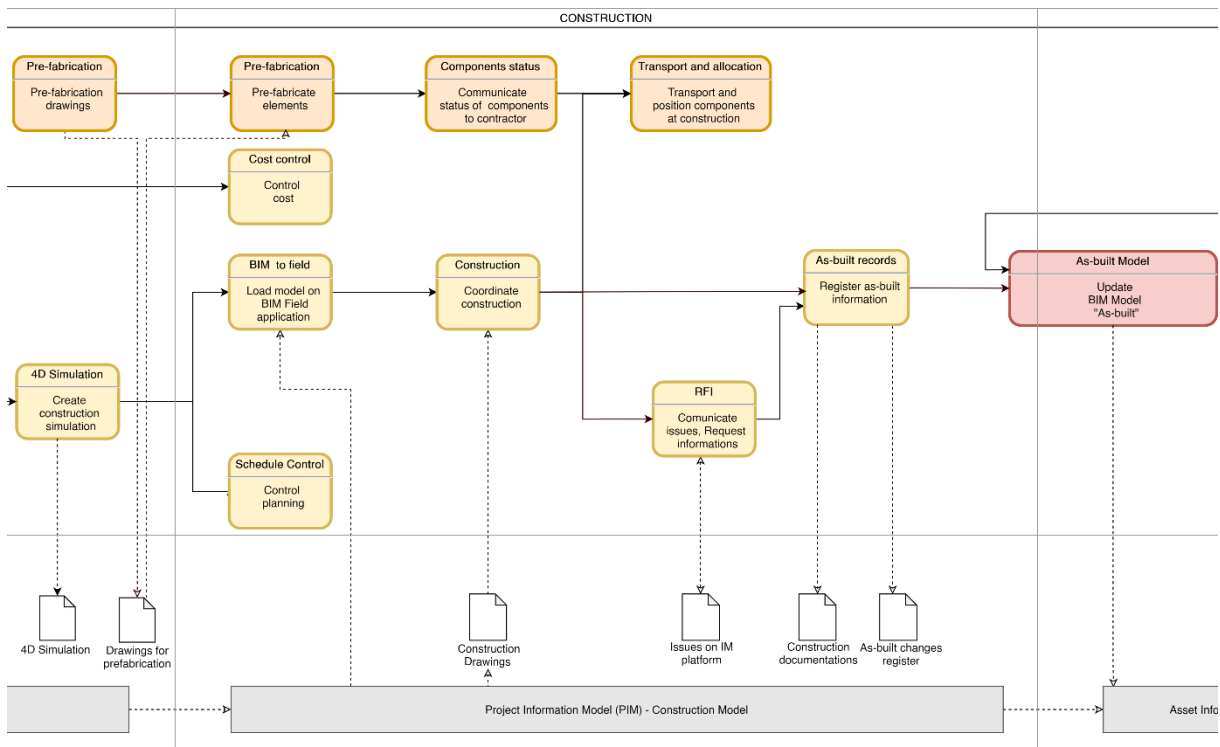 CONSTRUCTION
Pre-fabrication
Pre-fabrication
drawings
Pre-fabrication
Pre-fabricate
elements
Components status
Communicate
status of components
to contractor
Transport and allocation
Transport and
position components
at construction
Cost control
Control
cost
BIM to field
Load model on
BIM Field
application
Construction
Coordinate
construction
As-built records
Register as-built
information
As-built Model
Update
BIM Model
"As-built"
4D Simulation
Create
construction
simulation
RFI
Comunicate
issues, Request
informations
Schedule Control
Control
planning
4D Simulation
Drawings for
prefabrication
Construction
Drawings
Issues on IM
platform
Construction
documentations
As-built changes
register
Project Information Model (PIM) - Construction Model
Asset Info